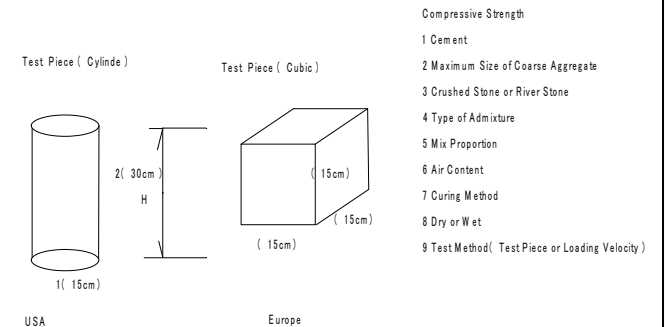 Test Piece ( Cylinde )
2( 30cm )
H
1( 15cm)
USA
Test Piece ( Cubic )
( 15cm)
( 15cm)
( 15cm)
Europe
Compressive Strength
1 Cement
2 Maximum Size of Coarse Aggregate
3 Crushed Stone or River Stone
4 Type of Admixture
5 Mix Proportion
6 Air Content
7 Curing Method
8 Dry or Wet
9 Test Method( Test Piece or Loading Velocity )